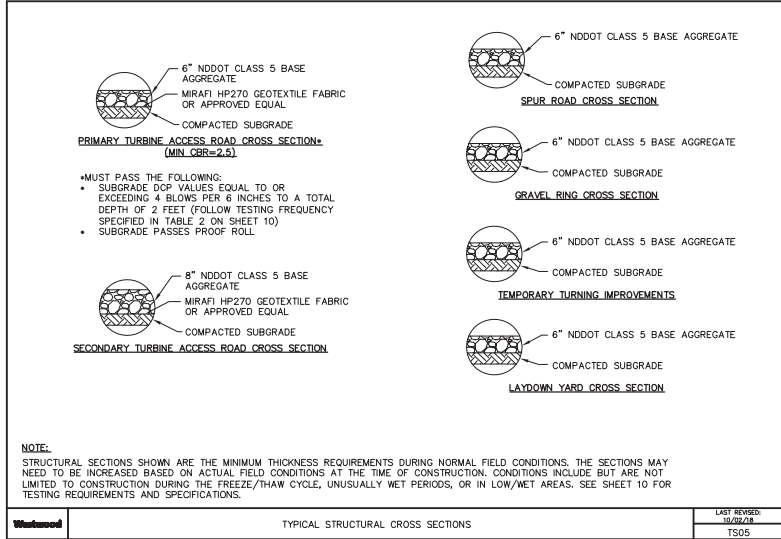 6" NDDOT CLASS 5 BASE
AGGREGATE
MIRAFI HP270 GEOTEXTILE FABRIC
OR APPROVED EQUAL
COMPACTED SUBGRADE
PRIMARY TURBINE ACCESS ROAD CROSS SECTION*
(MIN CBR=2.5)
*MUST PASS THE FOLLOWING:
• SUBGRADE DCP VALUES EQUAL TO OR
EXCEEDING 4 BLOWS PER 6 INCHES TO A TOTAL
DEPTH OF 2 FEET (FOLLOW TESTING FREQUENCY
SPECIFIED IN TABLE 2 ON SHEET 10)
• SUBGRADE PASSES PROOF ROLL
8" NDDOT CLASS 5 BASE
AGGREGATE
MIRAFI HP270 GEOTEXTILE FABRIC
OR APPROVED EQUAL
COMPACTED SUBGRADE
SECONDARY TURBINE ACCESS ROAD CROSS SECTION
6" NDDOT CLASS 5 BASE AGGREGATE
COMPACTED SUBGRADE
SPUR ROAD CROSS SECTION
6" NDDOT CLASS 5 BASE AGGREGATE
COMPACTED SUBGRADE
GRAVEL RING CROSS SECTION
6" NDDOT CLASS 5 BASE AGGREGATE
COMPACTED SUBGRADE
TEMPORARY TURNING IMPROVEMENTS
6" NDDOT CLASS 5 BASE AGGREGATE
COMPACTED SUBGRADE
LAYDOWN YARD CROSS SECTION
NOTE:
STRUCTURAL SECTIONS SHOWN ARE THE MINIMUM THICKNESS REQUIREMENTS DURING NORMAL FIELD CONDITIONS. THE SECTIONS MAY
NEED TO BE INCREASED BASED ON ACTUAL FIELD CONDITIONS AT THE TIME OF CONSTRUCTION. CONDITIONS INCLUDE BUT ARE NOT
LIMITED TO CONSTRUCTION DURING THE FREEZE/THAW CYCLE, UNUSUALLY WET PERIODS, OR IN LOW/WET AREAS. SEE SHEET 10 FOR
TESTING REQUIREMENTS AND SPECIFICATIONS.
Westwood
TYPICAL STRUCTURAL CROSS SECTIONS
LAST REVISED:
10/02/18
TS05